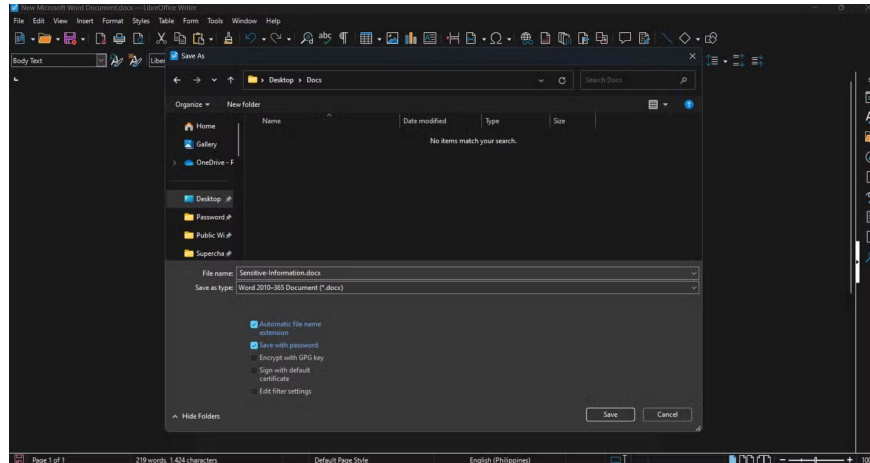 New Microsoft Word Document.docx — LibreOffice Writer
File Edit View Insert Format Styles Table Form Tools Window Help
Body Text
Liber
Save As
Desktop › Docs
Search Docs
Organize
New folder
Name
Date modified
Type
Size
No items match your search.
Home
Gallery
OneDrive - F
Desktop
Password
Public Wi
Supercha
File name: Sensitive-Information.docx
Save as type: Word 2010–365 Document (*.docx)
Automatic file name
extension
Save with password
Encrypt with GPG key
Sign with default
certificate
Edit filter settings
Hide Folders
Save
Cancel
Page 1 of 1
219 words, 1,424 characters
Default Page Style
English (Philippines)
100